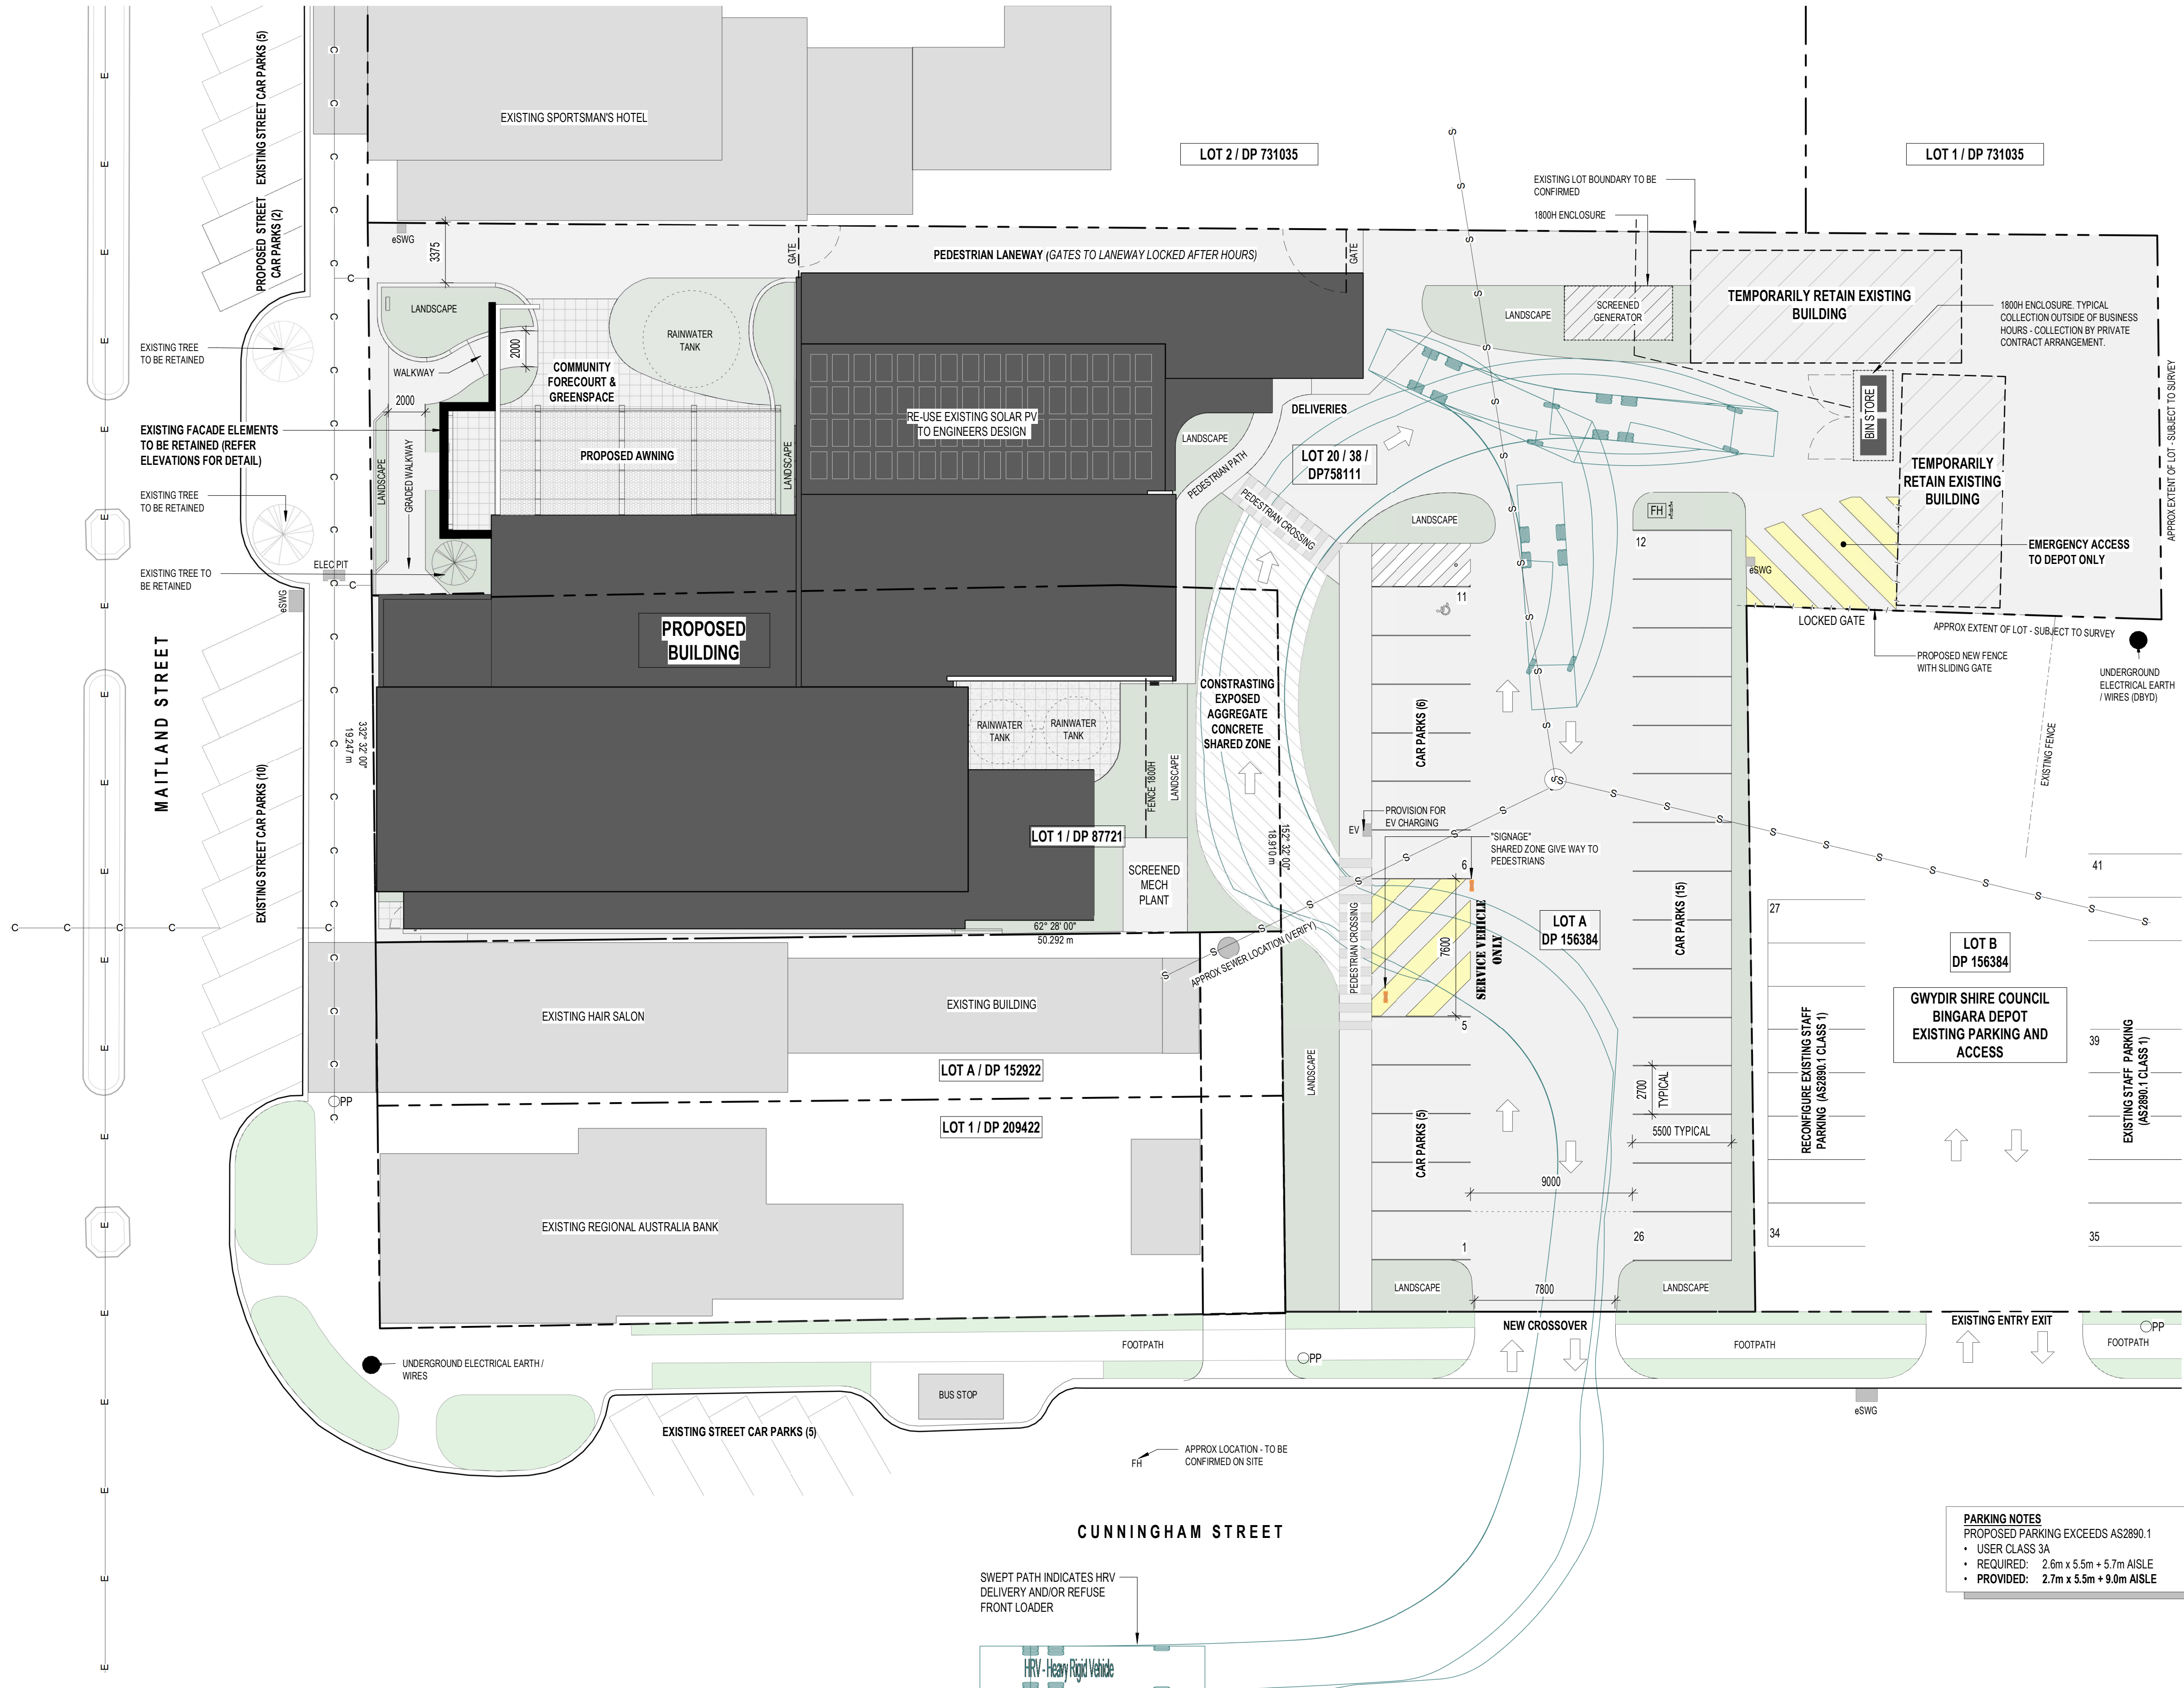 EXISTING SPORTSMAN'S HOTEL
LOT 2 / DP 731035
LOT 1 / DP 731035
EXISTING STREET CAR PARKS (5)
PROPOSED STREET
CAR PARKS (2)
EXISTING LOT BOUNDARY TO BE
CONFIRMED
1800H ENCLOSURE
eSWG
3375
GATE
PEDESTRIAN LANEWAY (GATES TO LANEWAY LOCKED AFTER HOURS)
GATE
LANDSCAPE
RAINWATER
TANK
LANDSCAPE
SCREENED
GENERATOR
TEMPORARILY RETAIN EXISTING
BUILDING
1800H ENCLOSURE. TYPICAL
COLLECTION OUTSIDE OF BUSINESS
HOURS - COLLECTION BY PRIVATE
CONTRACT ARRANGEMENT.
EXISTING TREE
TO BE RETAINED
WALKWAY
2000
COMMUNITY
FORECOURT &
GREENSPACE
2000
RE-USE EXISTING SOLAR PV
TO ENGINEERS DESIGN
DELIVERIES
BIN STORE
APPROX EXTENT OF LOT - SUBJECT TO SURVEY
EXISTING FACADE ELEMENTS
TO BE RETAINED (REFER
ELEVATIONS FOR DETAIL)
PROPOSED AWNING
LANDSCAPE
LANDSCAPE
GRADED WALKWAY
LANDSCAPE
PEDESTRIAN PATH
LOT 20 / 38 /
DP758111
TEMPORARILY
RETAIN EXISTING
BUILDING
EXISTING TREE
TO BE RETAINED
PEDESTRIAN CROSSING
LANDSCAPE
FH
12
EMERGENCY ACCESS
TO DEPOT ONLY
ELEC PIT
EXISTING TREE TO
BE RETAINED
eSWG
eSWG
11
LOCKED GATE
APPROX EXTENT OF LOT - SUBJECT TO SURVEY
PROPOSED NEW FENCE
WITH SLIDING GATE
UNDERGROUND
ELECTRICAL EARTH
/ WIRES (DBYD)
PROPOSED
BUILDING
MAITLAND STREET
332° 32' 00"
19.247 m
CONSTRASTING
EXPOSED
AGGREGATE
CONCRETE
SHARED ZONE
RAINWATER
TANK
RAINWATER
TANK
CAR PARKS (6)
EXISTING FENCE
FENCE 1800H
LANDSCAPE
EXISTING STREET CAR PARKS (10)
EV
PROVISION FOR
EV CHARGING
"SIGNAGE"
SHARED ZONE GIVE WAY TO
PEDESTRIANS
LOT 1 / DP 87721
152° 32' 00"
18.910 m
6
41
SCREENED
MECH
PLANT
62° 28' 00"
50.292 m
APPROX SEWER LOCATION (VERIFY)
PEDESTRIAN CROSSING
7600
SERVICE VEHICLE
ONLY
LOT A
DP 156384
CAR PARKS (15)
27
LOT B
DP 156384
GWYDIR SHIRE COUNCIL
BINGARA DEPOT
EXISTING PARKING AND
ACCESS
EXISTING HAIR SALON
EXISTING BUILDING
5
39
RECONFIGURE EXISTING STAFF
PARKING (AS2890.1 CLASS 1)
EXISTING STAFF PARKING
(AS2890.1 CLASS 1)
LOT A / DP 152922
LANDSCAPE
2700
TYPICAL
PP
LOT 1 / DP 209422
CAR PARKS (5)
5500 TYPICAL
9000
EXISTING REGIONAL AUSTRALIA BANK
1
26
34
35
LANDSCAPE
7800
LANDSCAPE
NEW CROSSOVER
EXISTING ENTRY EXIT
PP
FOOTPATH
FOOTPATH
FOOTPATH
PP
UNDERGROUND ELECTRICAL EARTH /
WIRES
BUS STOP
eSWG
EXISTING STREET CAR PARKS (5)
FH
APPROX LOCATION - TO BE
CONFIRMED ON SITE
CUNNINGHAM STREET
PARKING NOTES
PROPOSED PARKING EXCEEDS AS2890.1
• USER CLASS 3A
• REQUIRED: 2.6m x 5.5m + 5.7m AISLE
• PROVIDED: 2.7m x 5.5m + 9.0m AISLE
SWEPT PATH INDICATES HRV
DELIVERY AND/OR REFUSE
FRONT LOADER
HRV - Heavy Rigid Vehicle